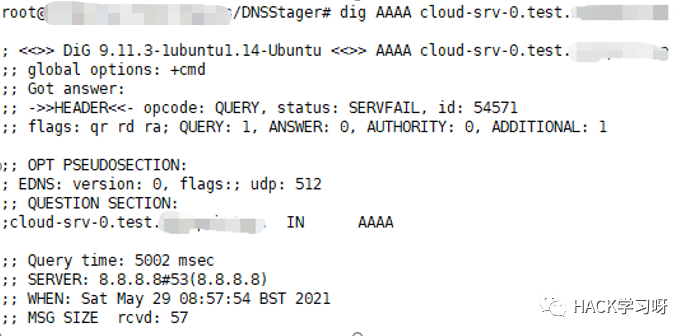 root@ s/DNSStager# dig AAAA cloud-srv-0.test.
; <<>> DiG 9.11.3-1ubuntu1.14-Ubuntu <<>> AAAA cloud-srv-0.test.
;; global options: +cmd
;; Got answer:
;; ->>HEADER<<- opcode: QUERY, status: SERVFAIL, id: 54571
;; flags: qr rd ra; QUERY: 1, ANSWER: 0, AUTHORITY: 0, ADDITIONAL: 1
;; OPT PSEUDOSECTION:
; EDNS: version: 0, flags:; udp: 512
;; QUESTION SECTION:
;cloud-srv-0.test. IN AAAA
;; Query time: 5002 msec
;; SERVER: 8.8.8.8#53(8.8.8.8)
;; WHEN: Sat May 29 08:57:54 BST 2021
;; MSG SIZE rcvd: 57
HACK学习呀